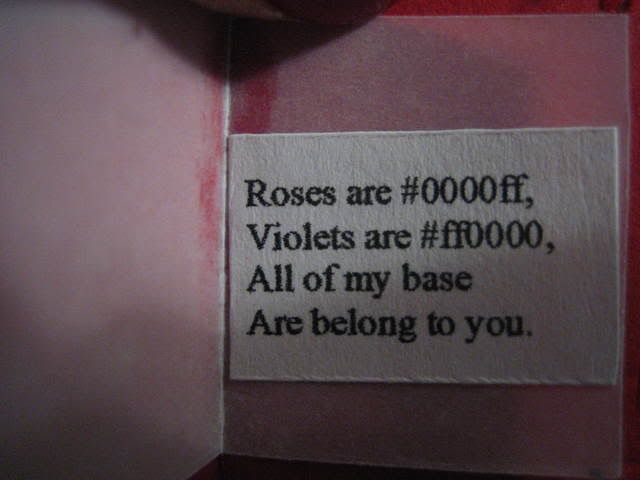 Roses are #0000ff,
Violets are #ff0000,
All of my base
Are belong to you.